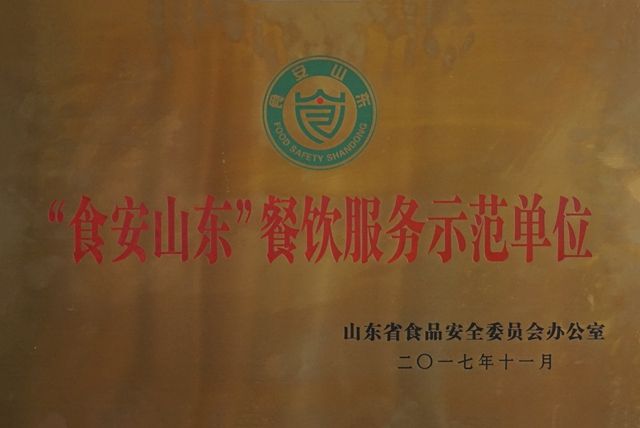 食安山东
FOOD SAFETY SHANDONG
“食安山东”餐饮服务示范单位
山东省食品安全委员会办公室
二〇一七年十一月